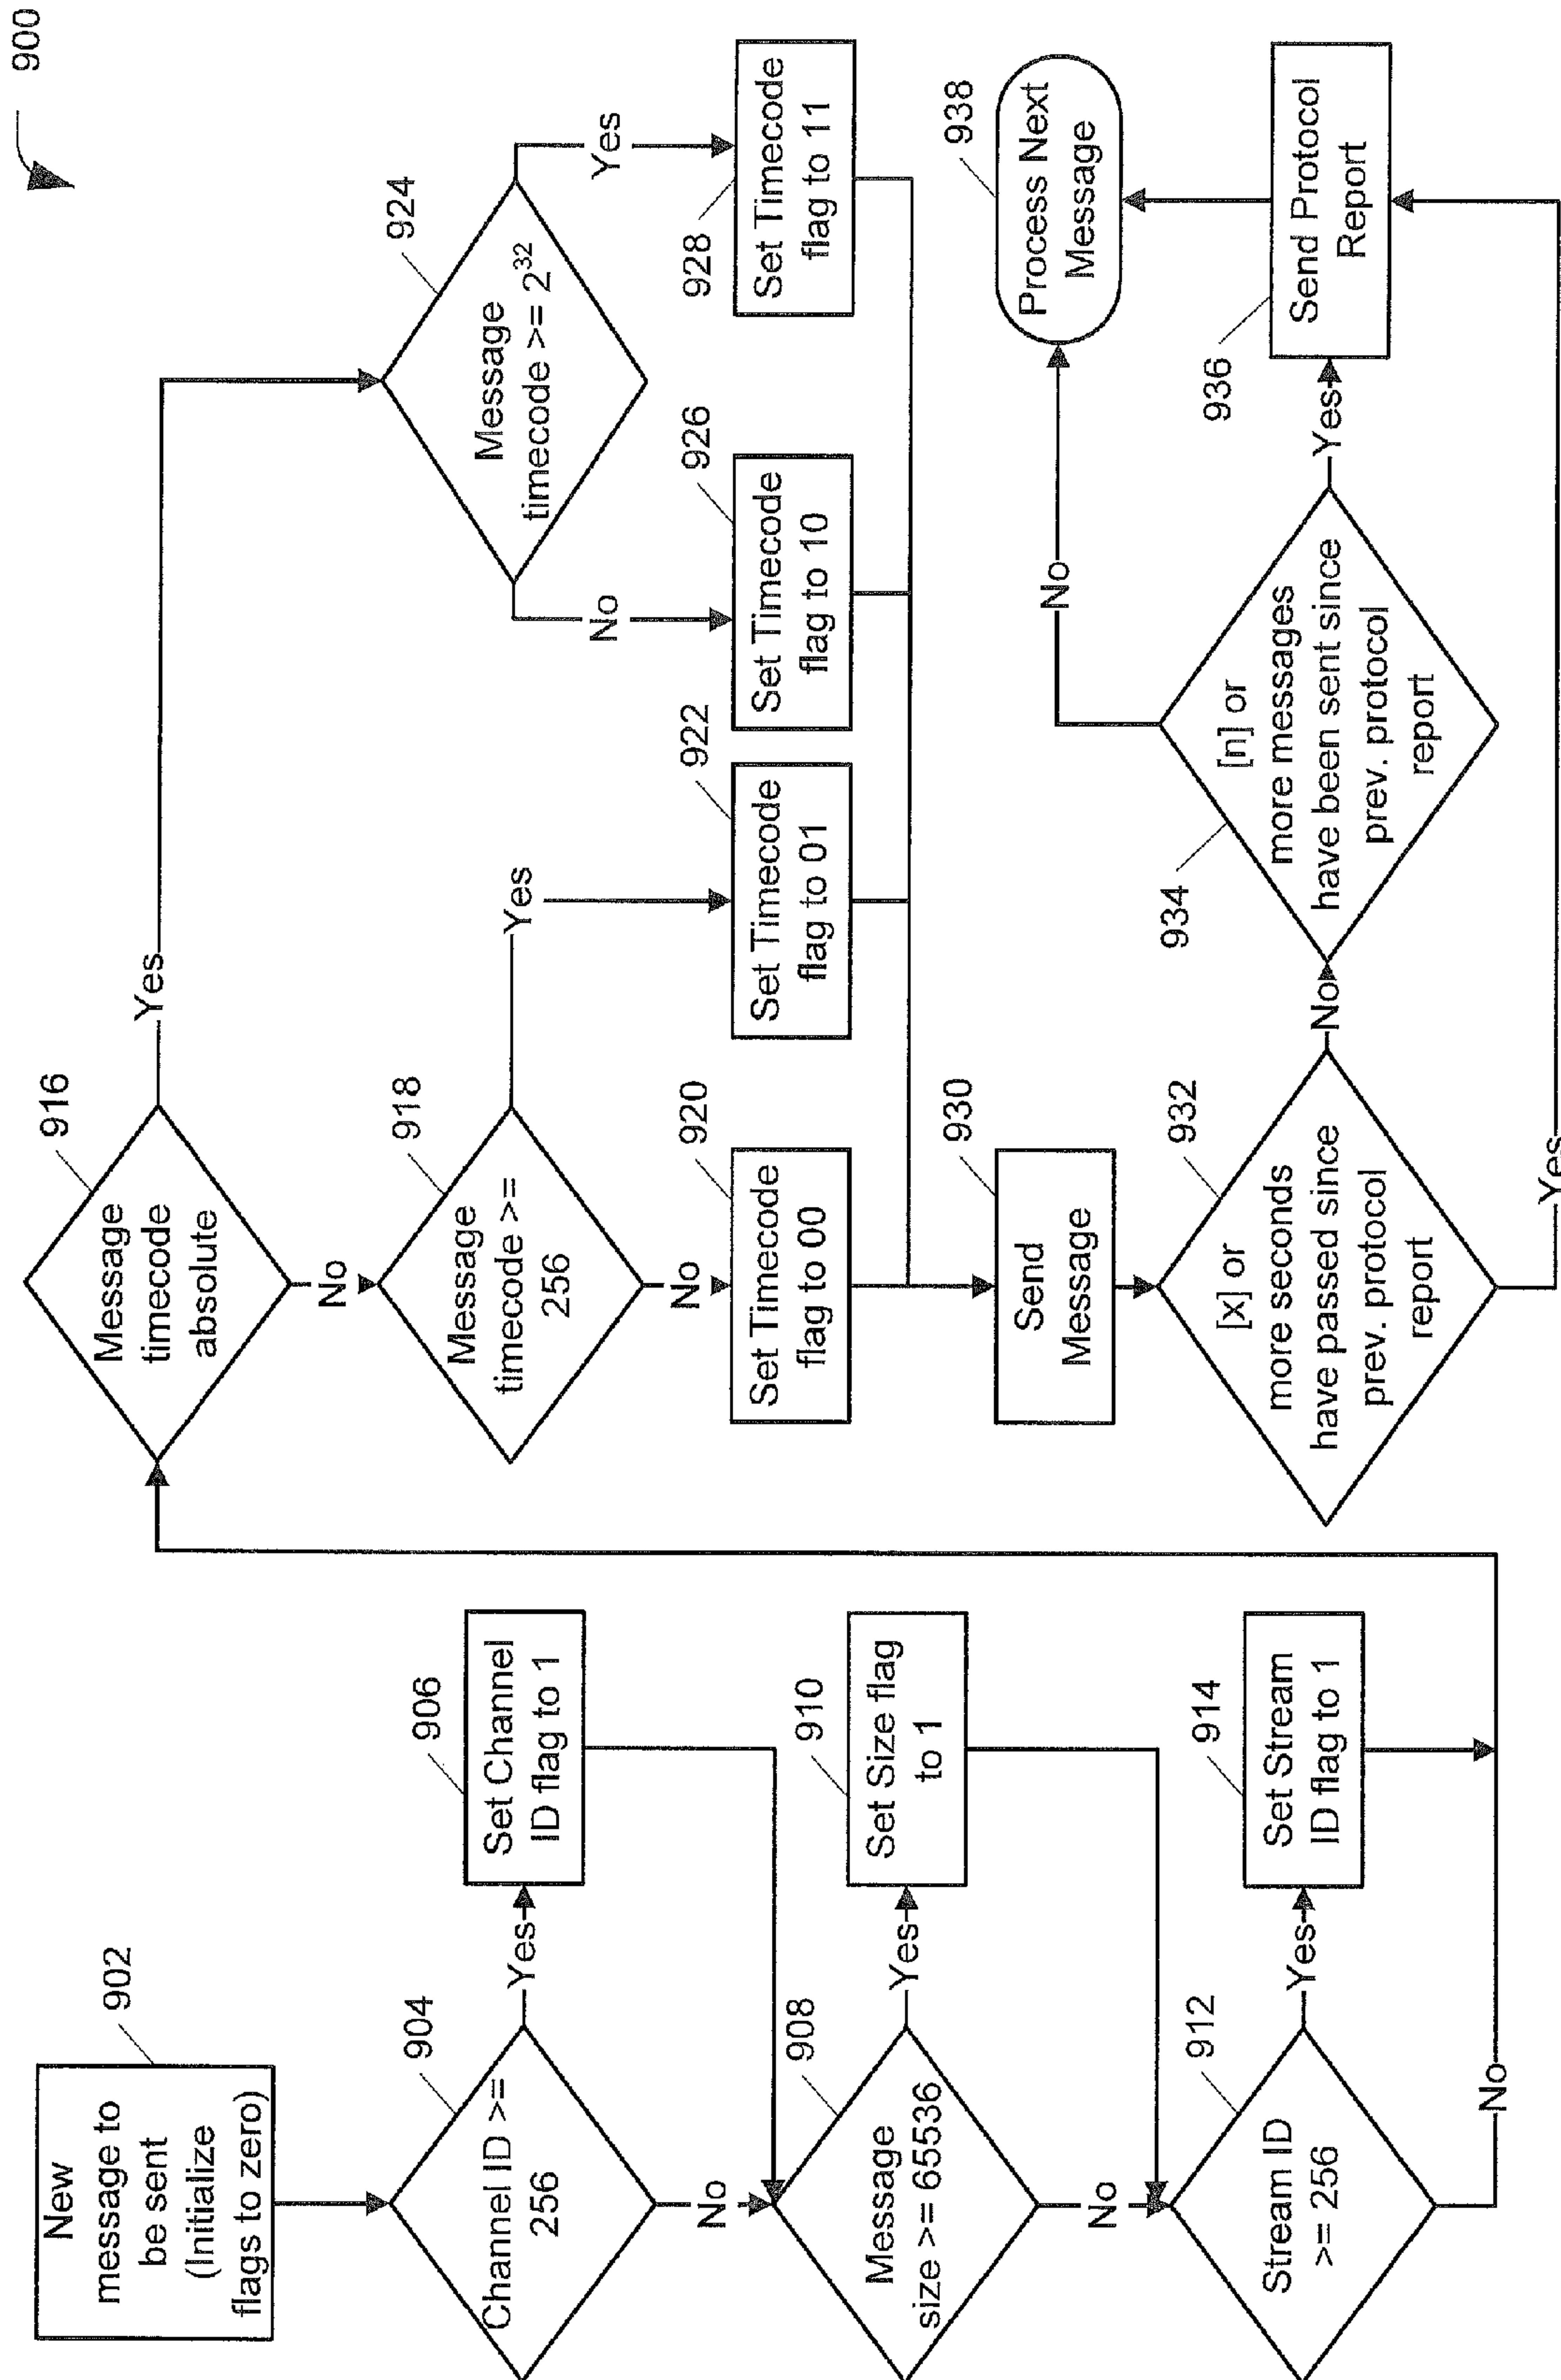 900
New
message to
be sent
(Initialize
flags to zero)
902
Channel ID >=
256
904
Yes
No
Set Channel
ID flag to 1
906
Message
size >= 65536
908
Yes
No
Set Size flag
to 1
910
Stream ID
>= 256
912
Yes
No
Set Stream
ID flag to 1
914
Message
timecode
absolute
916
Yes
No
Message
timecode >=
256
918
Yes
No
Set Timecode
flag to 00
920
Set Timecode
flag to 01
922
Message
timecode >= 2³²
924
No
Yes
Set Timecode
flag to 10
926
Set Timecode
flag to 11
928
Send
Message
930
[x] or
more seconds
have passed since
prev. protocol
report
932
No
Yes
[n] or
more messages
have been sent since
prev. protocol
report
934
No
Yes
Send Protocol
Report
936
Process Next
Message
938